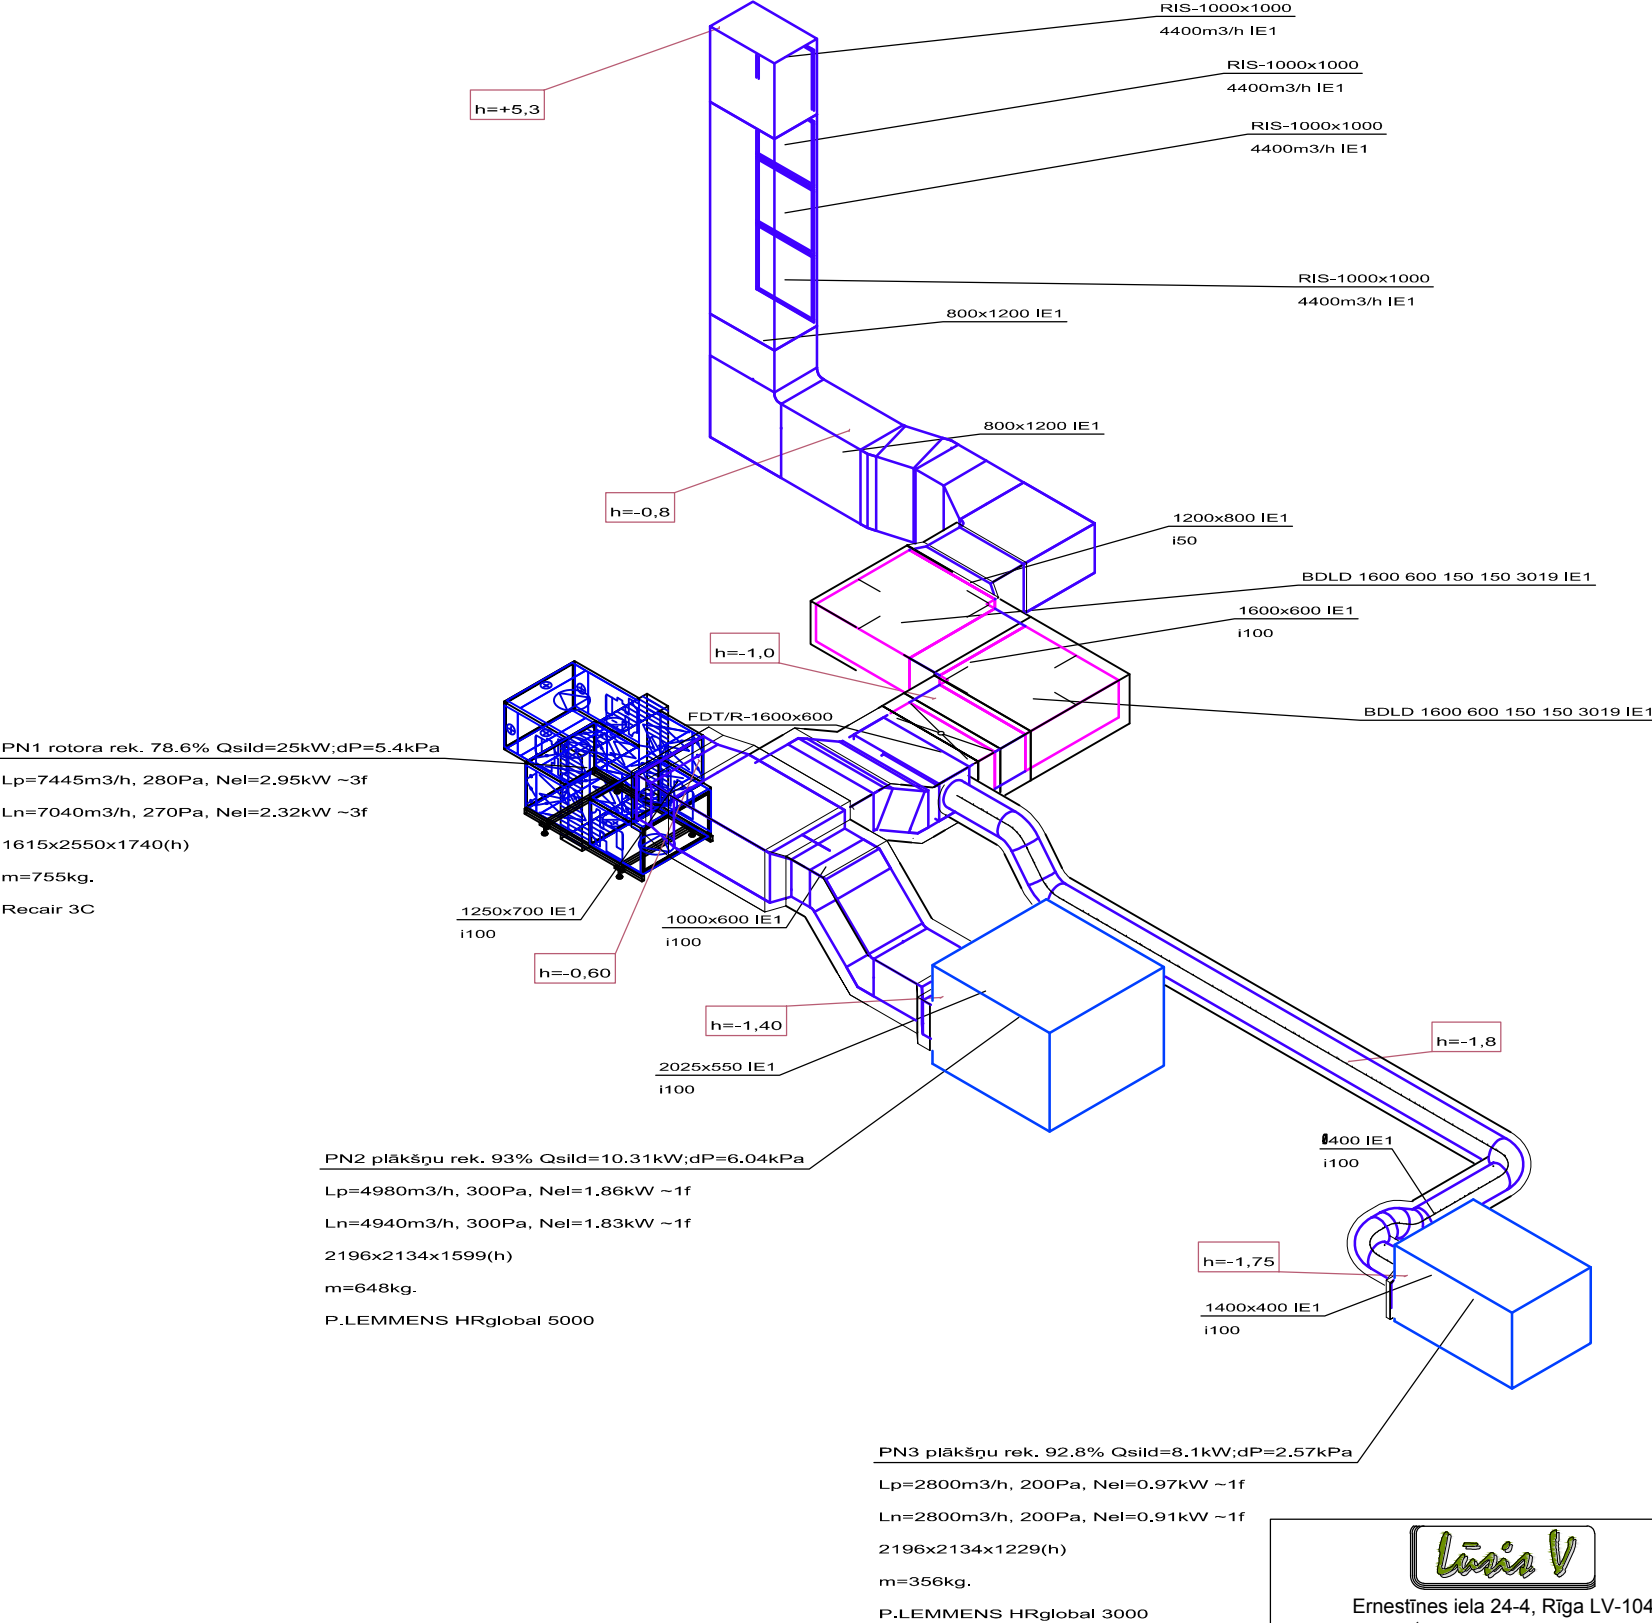 RIS-1000x1000
4400m3/h IE1
RIS-1000x1000
4400m3/h IE1
h=+5,3
RIS-1000x1000
4400m3/h IE1
RIS-1000x1000
4400m3/h IE1
800x1200 IE1
800x1200 IE1
h=-0,8
1200x800 IE1
i50
BDLD 1600 600 150 150 3019 IE1
1600x600 IE1
i100
h=-1,0
BDLD 1600 600 150 150 3019 IE1
FDT/R-1600x600
PN1 rotora rek. 78.6% Qsild=25kW;dP=5.4kPa
Lp=7445m3/h, 280Pa, Nel=2.95kW ~3f
Ln=7040m3/h, 270Pa, Nel=2.32kW ~3f
1615x2550x1740(h)
m=755kg.
Recair 3C
1250x700 IE1
i100
1000x600 IE1
i100
h=-0,60
h=-1,40
h=-1,8
2025x550 IE1
i100
ø400 IE1
i100
PN2 plākšņu rek. 93% Qsild=10.31kW;dP=6.04kPa
Lp=4980m3/h, 300Pa, Nel=1.86kW ~1f
Ln=4940m3/h, 300Pa, Nel=1.83kW ~1f
2196x2134x1599(h)
m=648kg.
P.LEMMENS HRglobal 5000
h=-1,75
1400x400 IE1
i100
PN3 plākšņu rek. 92.8% Qsild=8.1kW;dP=2.57kPa
Lp=2800m3/h, 200Pa, Nel=0.97kW ~1f
Ln=2800m3/h, 200Pa, Nel=0.91kW ~1f
2196x2134x1229(h)
m=356kg.
P.LEMMENS HRglobal 3000
Lūsis V
Ernestīnes iela 24-4, Rīga LV-104